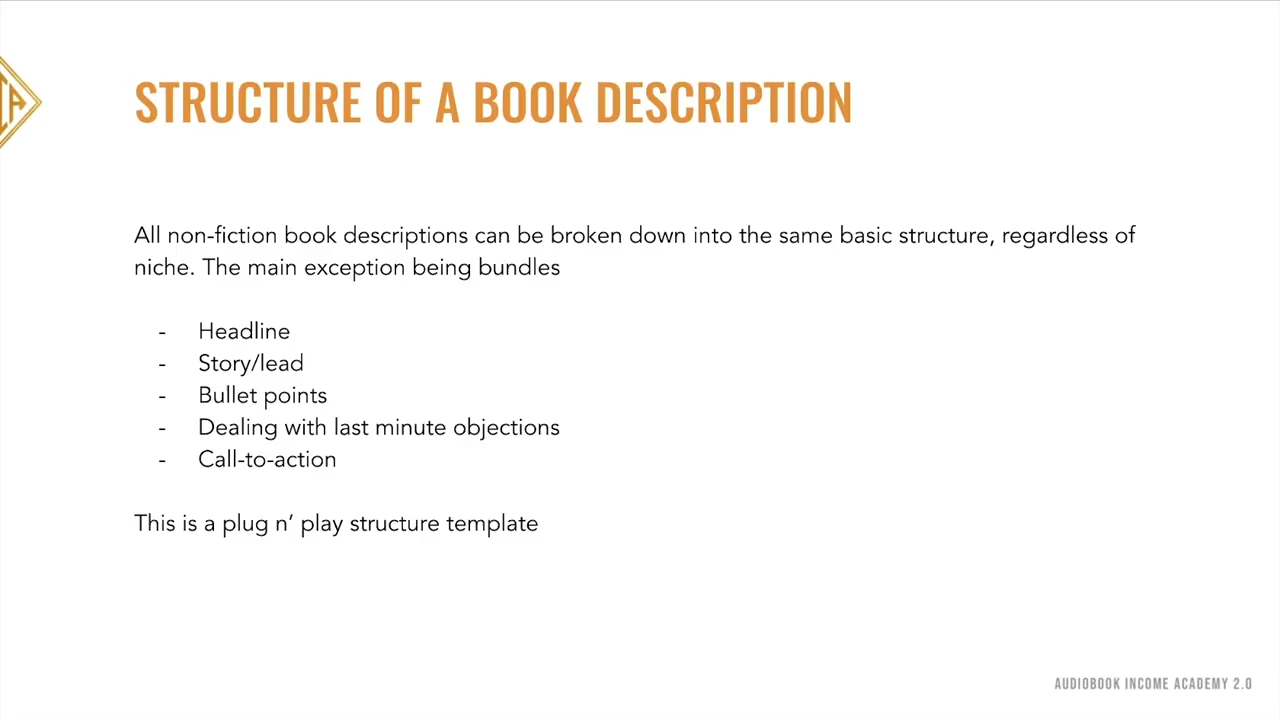 STRUCTURE OF A BOOK DESCRIPTION
All non-fiction book descriptions can be broken down into the same basic structure, regardless of
niche. The main exception being bundles
- Headline
- Story/lead
- Bullet points
- Dealing with last minute objections
- Call-to-action
This is a plug n’ play structure template
AUDIOBOOK INCOME ACADEMY 2.0